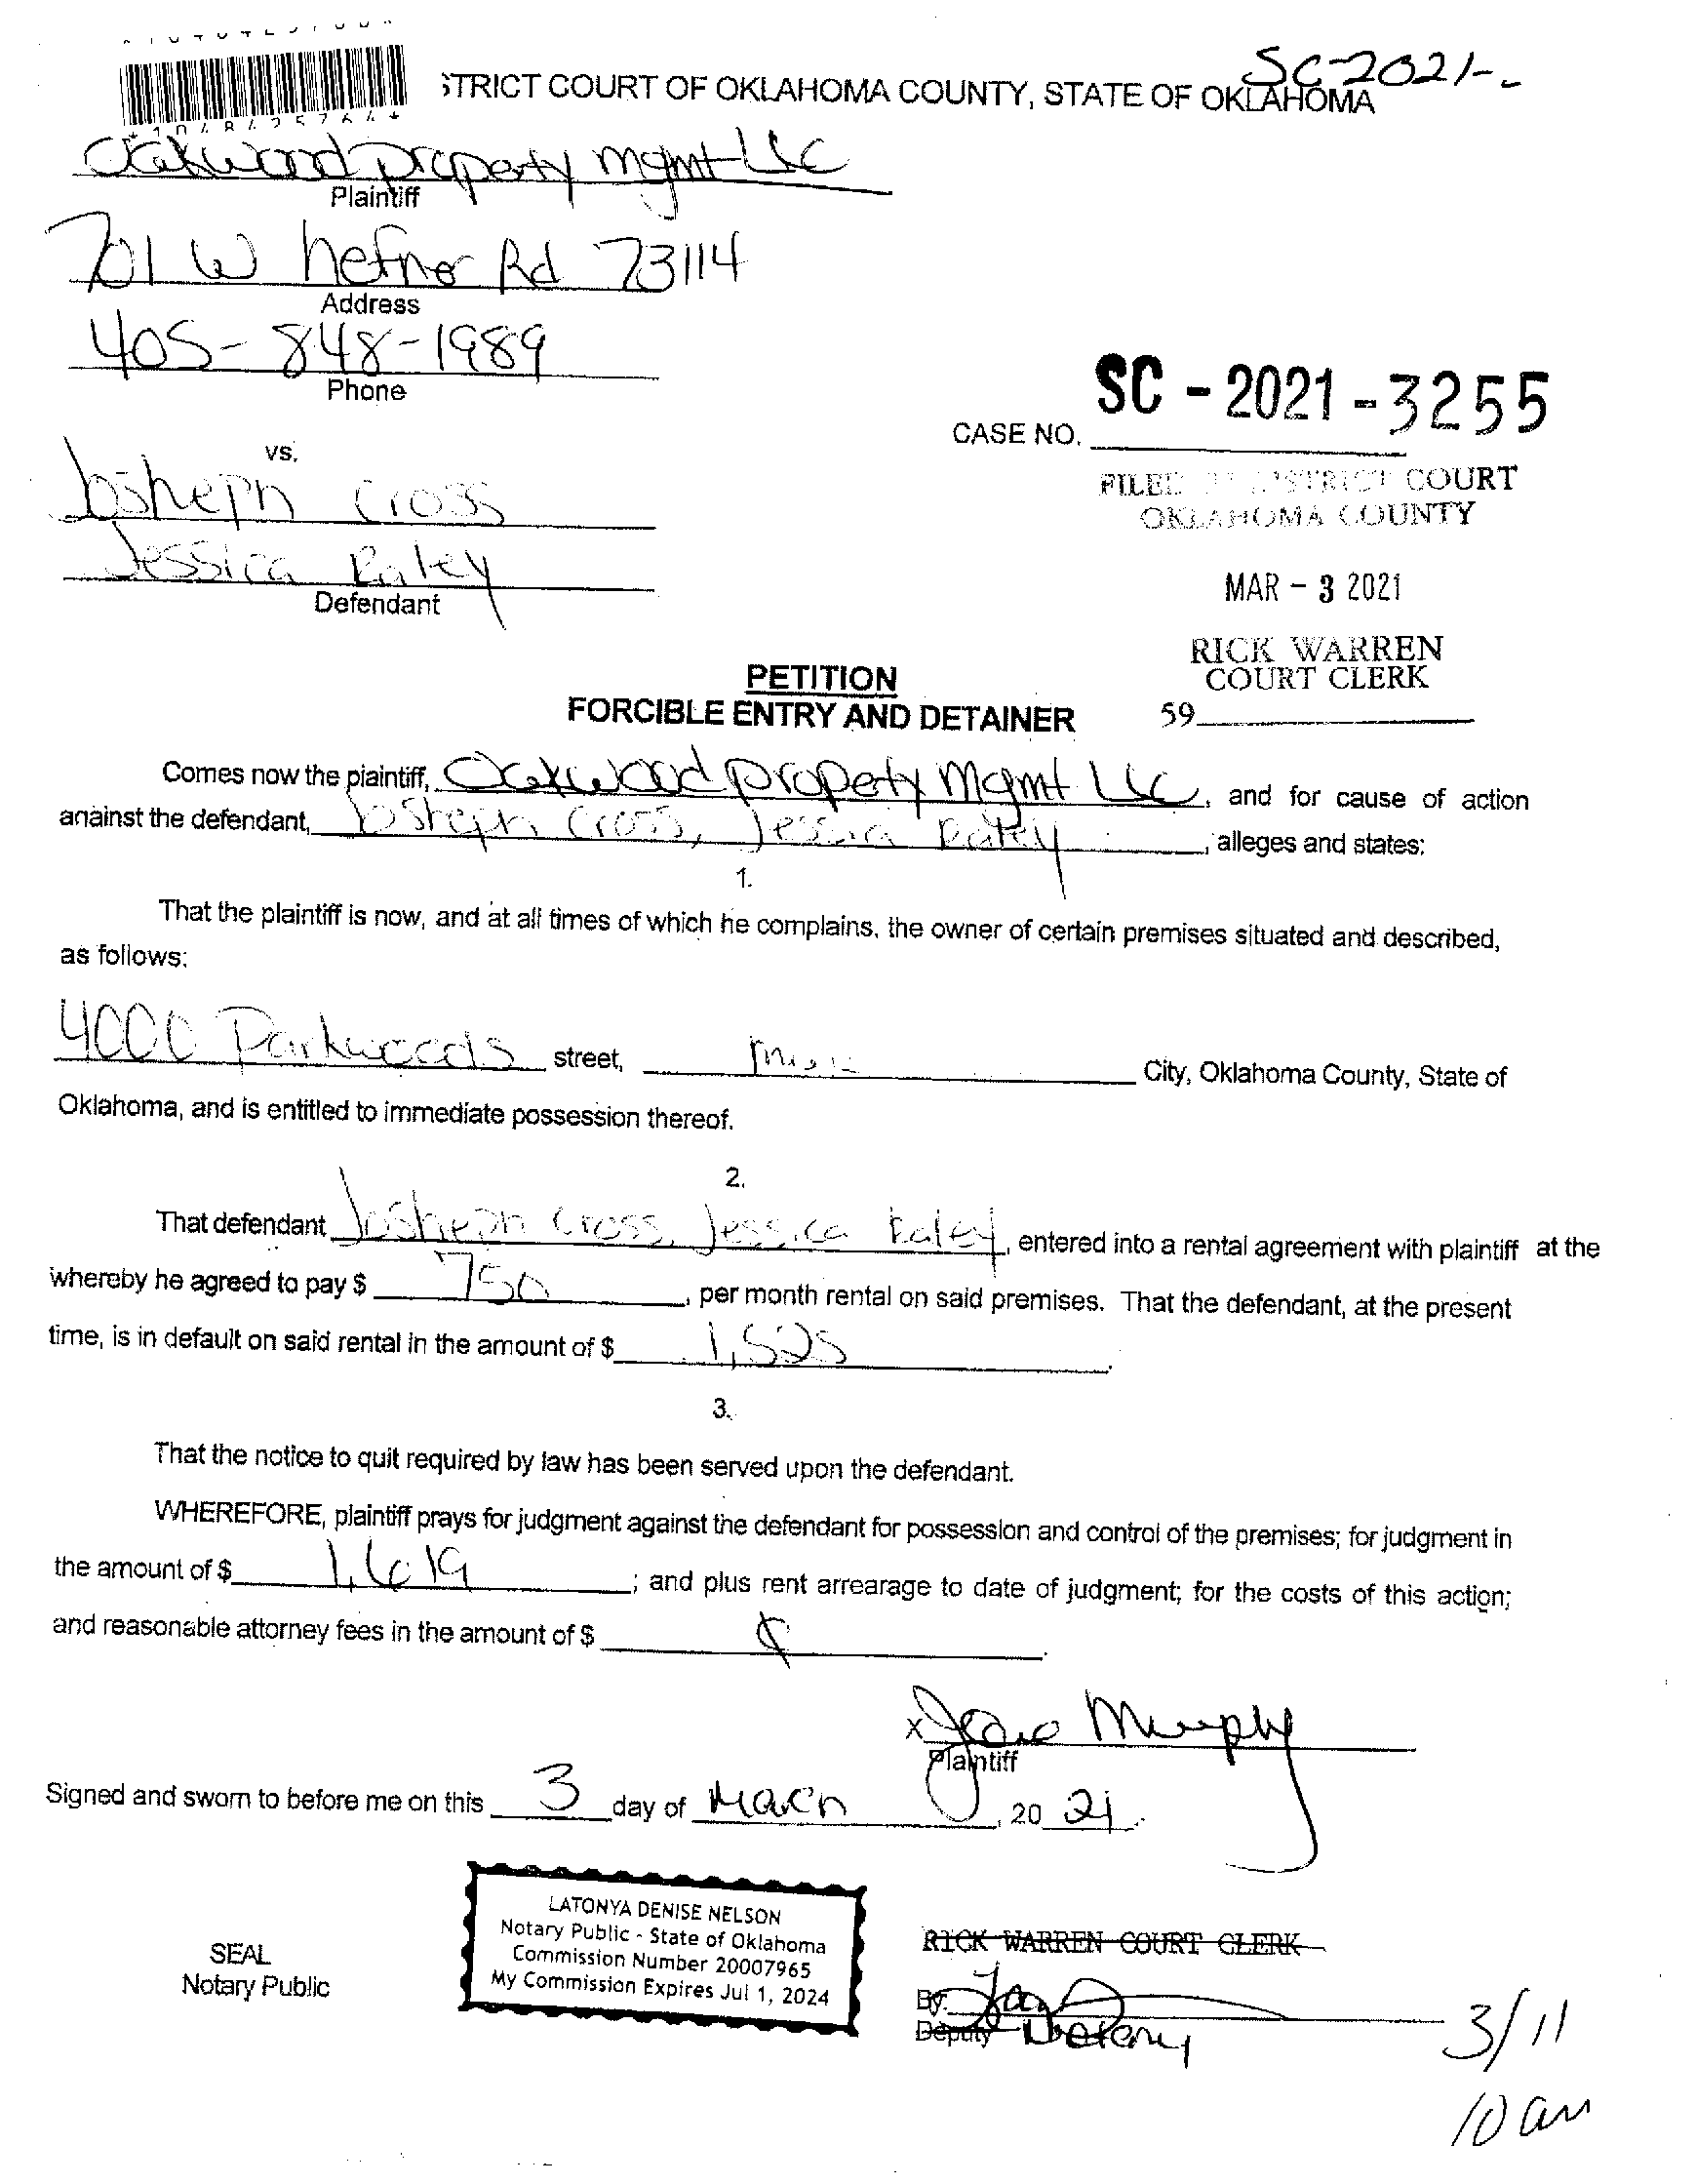 SC-2021-
*1048425764*
STRICT COURT OF OKLAHOMA COUNTY, STATE OF OKLAHOMA
Oakwood property mgmt LLC
Plaintiff
701 W hefner Rd 73114
Address
405-848-1989
Phone
SC - 2021 - 3255
CASE NO.
vs.
Josheph Cross
FILED DISTRICT COURT
OKLAHOMA COUNTY
Jessica Raley
Defendant
MAR - 3 2021
RICK WARREN
COURT CLERK
59
PETITION
FORCIBLE ENTRY AND DETAINER
Comes now the plaintiff, Oakwood property Mgmt LLC, and for cause of action
against the defendant, Josheph Cross, Jessica Raley, alleges and states:
1.
That the plaintiff is now, and at all times of which he complains, the owner of certain premises situated and described,
as follows:
4000 Parkwoods street, City, Oklahoma County, State of
Oklahoma, and is entitled to immediate possession thereof.
2.
That defendant Josheph Cross, Jessica Raley, entered into a rental agreement with plaintiff at the
whereby he agreed to pay $ 750, per month rental on said premises. That the defendant, at the present
time, is in default on said rental in the amount of $ 1,525.
3.
That the notice to quit required by law has been served upon the defendant.
WHEREFORE, plaintiff prays for judgment against the defendant for possession and control of the premises; for judgment in
the amount of $ 1,619; and plus rent arrearage to date of judgment; for the costs of this action;
and reasonable attorney fees in the amount of $
x Murphy
Plaintiff
Signed and sworn to before me on this 3 day of March, 20 21.
LATONYA DENISE NELSON
Notary Public - State of Oklahoma
Commission Number 20007965
My Commission Expires Jul 1, 2024
SEAL
Notary Public
RICK WARREN COURT CLERK
By:
Deputy Notary
3/11
10 am